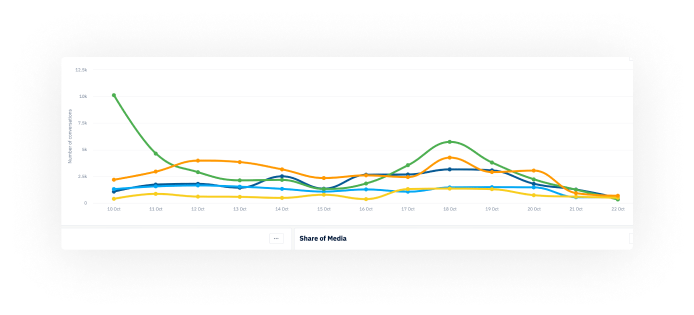 12.5k
10k
7.5k
5k
2.5k
0
Number of conversations
10 Oct 11 Oct 12 Oct 13 Oct 14 Oct 15 Oct 16 Oct 17 Oct 18 Oct 19 Oct 20 Oct 21 Oct 22 Oct
Share of Media